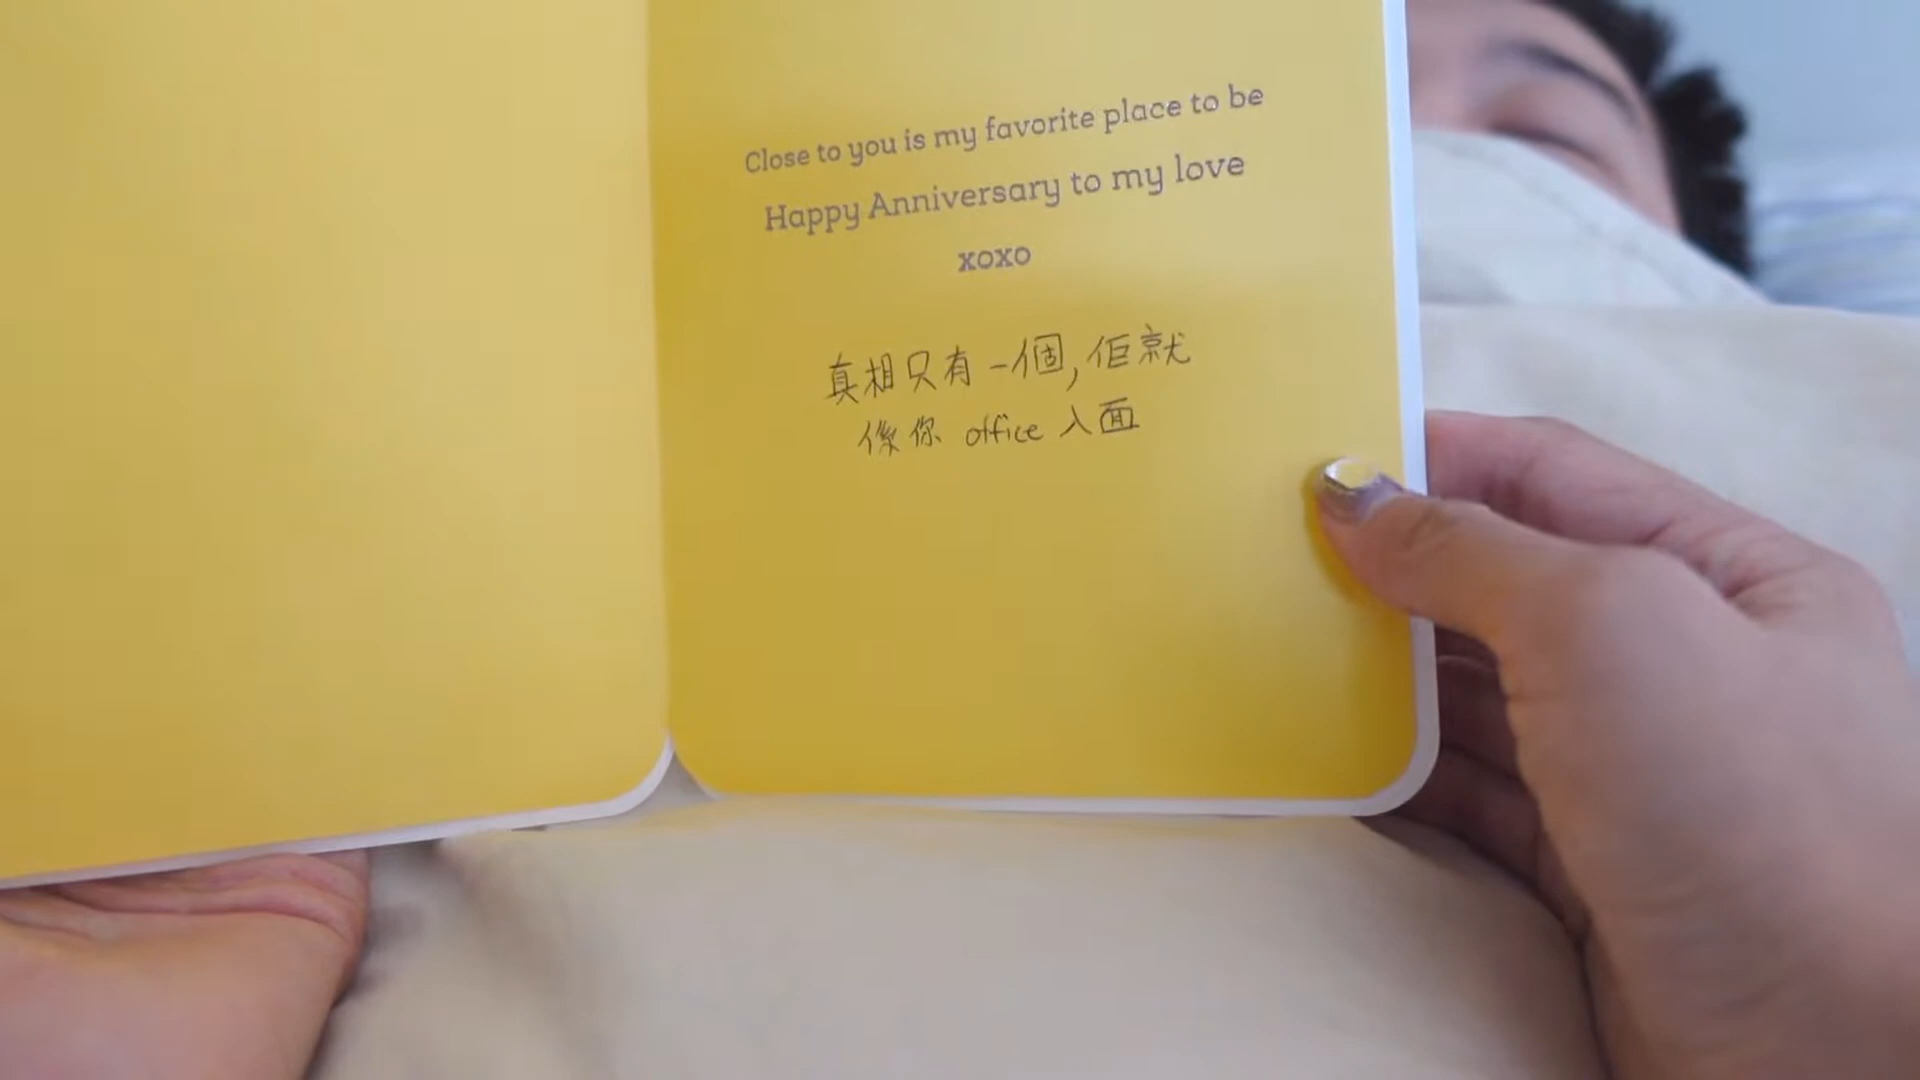 Close to you is my favorite place to be
Happy Anniversary to my love
xoxo
真相只有一個,佢就
係你 office 入面